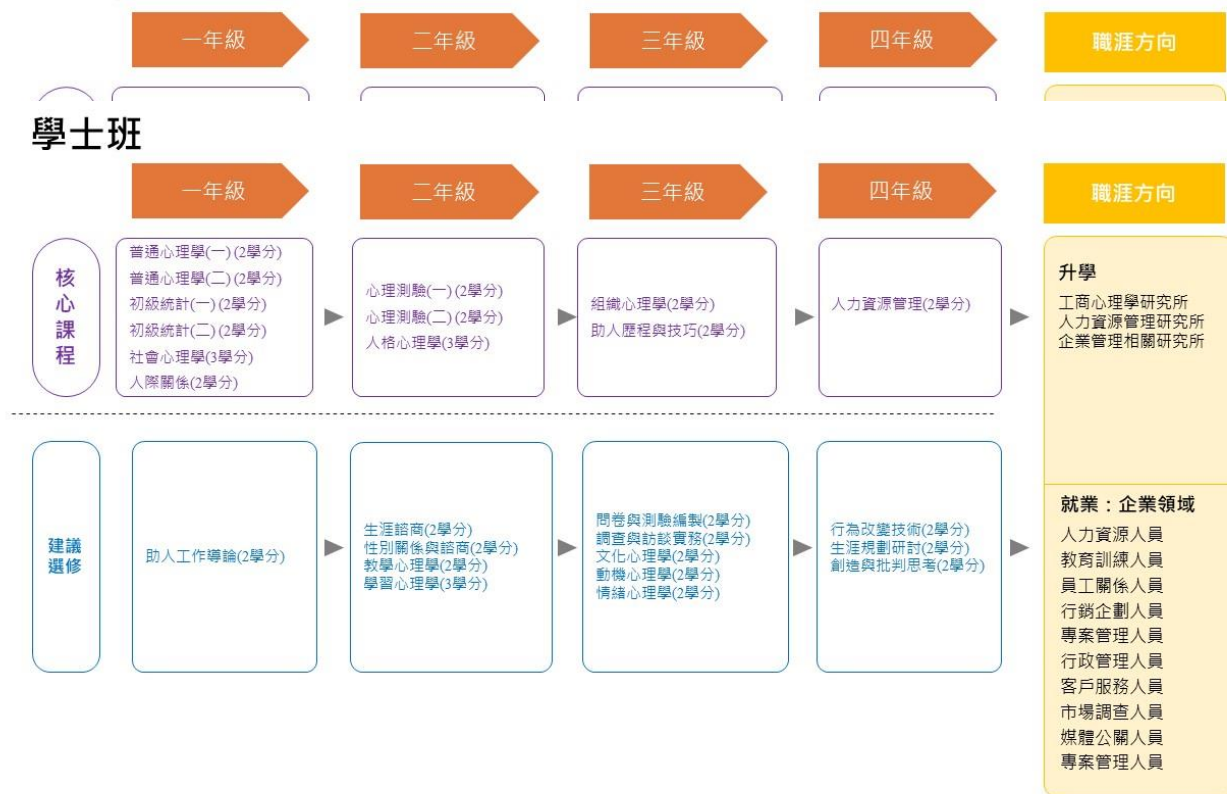 一年級
二年級
三年級
四年級
職涯方向
學士班
一年級
二年級
三年級
四年級
職涯方向
核心課程
普通心理學(一)(2學分)
普通心理學(二)(2學分)
初級統計(一)(2學分)
初級統計(二)(2學分)
社會心理學(3學分)
人際關係(2學分)
心理測驗(一)(2學分)
心理測驗(二)(2學分)
人格心理學(3學分)
組織心理學(2學分)
助人歷程與技巧(2學分)
人力資源管理(2學分)
升學
工商心理學研究所
人力資源管理研究所
企業管理相關研究所
建議
選修
助人工作導論(2學分)
生涯諮商(2學分)
性別關係與諮商(2學分)
教學心理學(2學分)
學習心理學(3學分)
問卷與測驗編製(2學分)
調查與訪談實務(2學分)
文化心理學(2學分)
動機心理學(2學分)
情緒心理學(2學分)
行為改變技術(2學分)
生涯規劃研討(2學分)
創造與批判思考(2學分)
就業：企業領域
人力資源人員
教育訓練人員
員工關係人員
行銷企劃人員
專案管理人員
行政管理人員
客戶服務人員
市場調查人員
媒體公關人員
專案管理人員